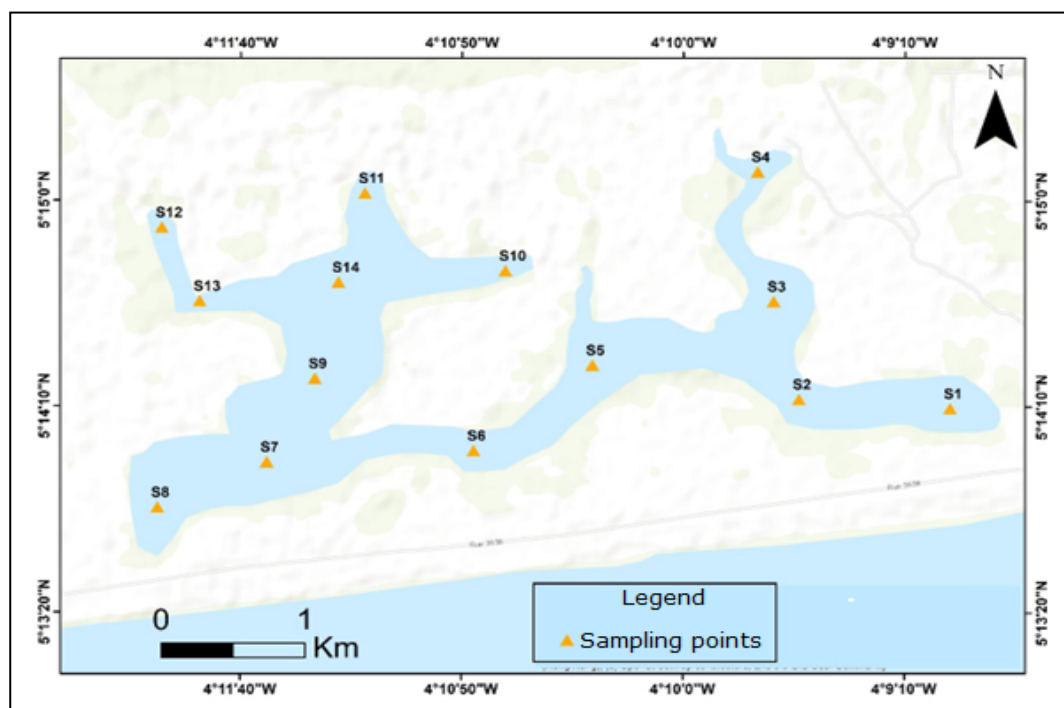 4°11'40"W 4°10'50"W 4°10'0"W 4°9'10"W
N
S4
5°15'0"N 5°15'0"N
S11
S12
S10
S14
S13 S3
S5
S9
S2 S1
5°14'10"N 5°14'10"N
S6
S7
S8
5°13'20"N 5°13'20"N
0 1
Km
Legend
Sampling points
4°11'40"W 4°10'50"W 4°10'0"W 4°9'10"W